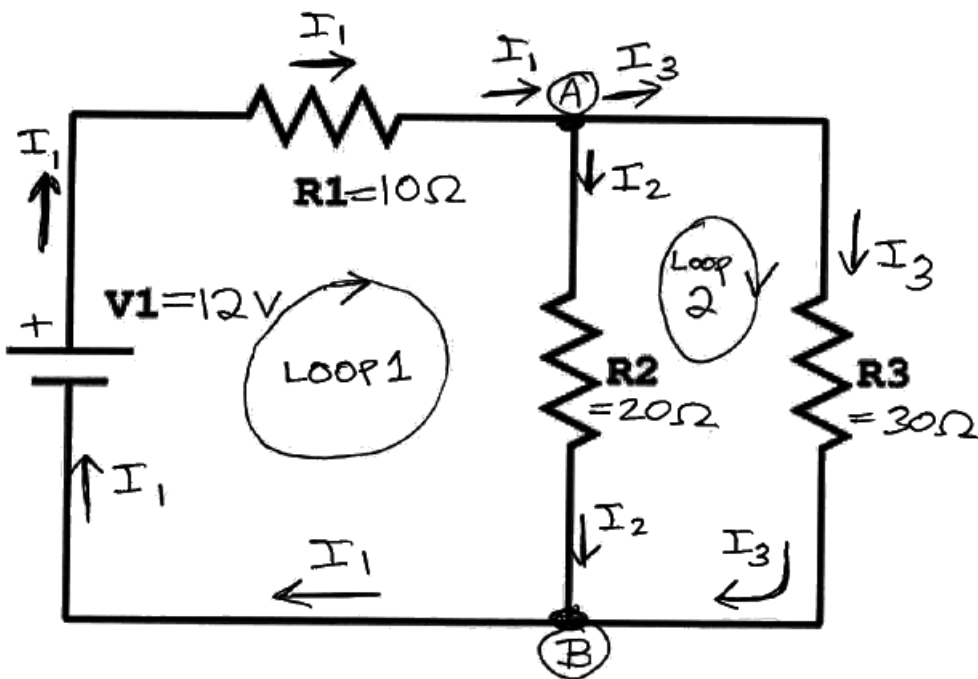 I₁
I₁
A
I₃
I₁
R1=10Ω
I₂
I₃
V1=12V
+
LOOP 1
LOOP
2
R2
=20Ω
R3
=30Ω
I₁
I₂
I₃
I₁
B